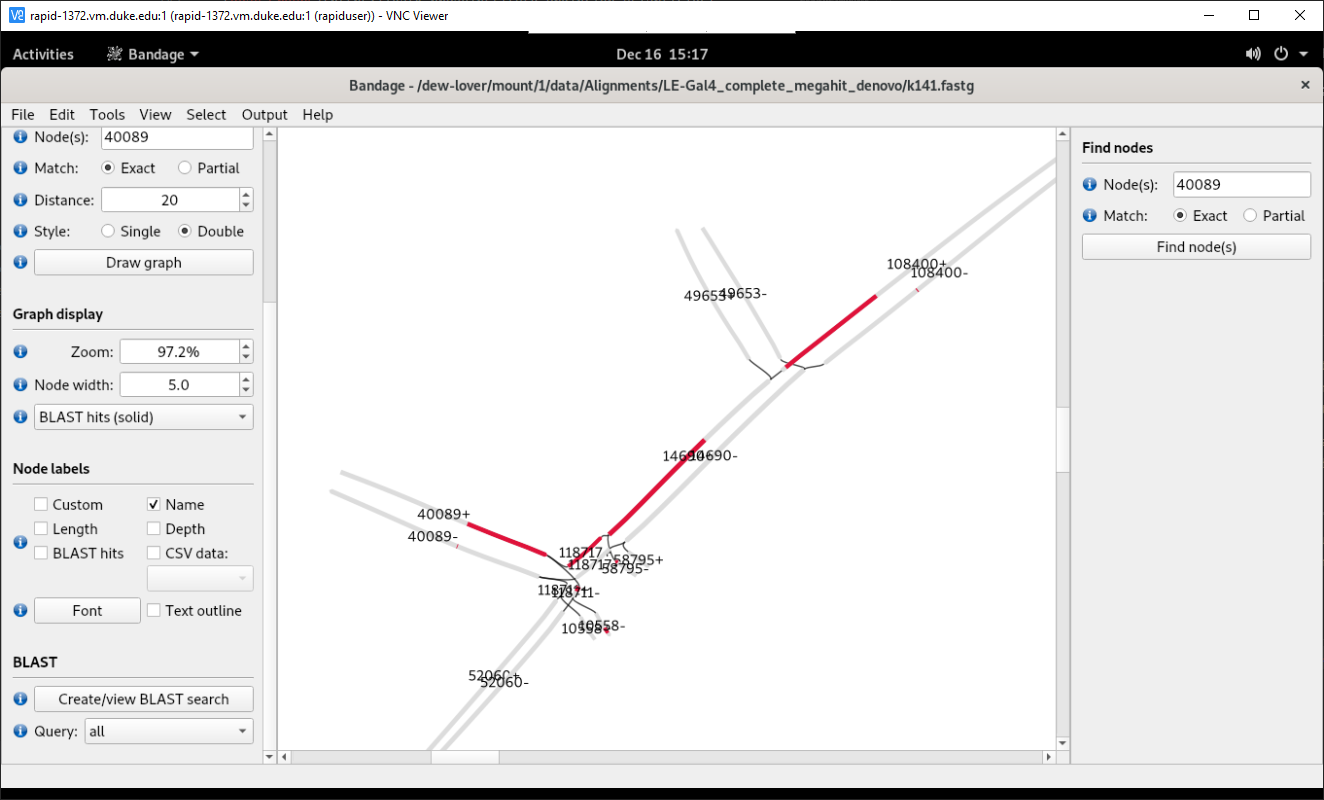 rapid-1372.vm.duke.edu:1 (rapid-1372.vm.duke.edu:1 (rapiduser)) - VNC Viewer
Activities Bandage Dec 16 15:17
Bandage - /dew-lover/mount/1/data/Alignments/LE-Gal4_complete_megahit_denovo/k141.fastg
File Edit Tools View Select Output Help
Node(s): 40089
Match: Exact Partial
Distance: 20
Style: Single Double
Draw graph
Graph display
Zoom: 97.2%
Node width: 5.0
BLAST hits (solid)
Node labels
Custom Name
Length Depth
BLAST hits CSV data:
Font Text outline
BLAST
Create/view BLAST search
Query: all
108400+
108400-
49653+
49653-
14690-
40089+
40089-
58795+
58795-
118711-
10558-
52060+
52060-
Find nodes
Node(s): 40089
Match: Exact Partial
Find node(s)